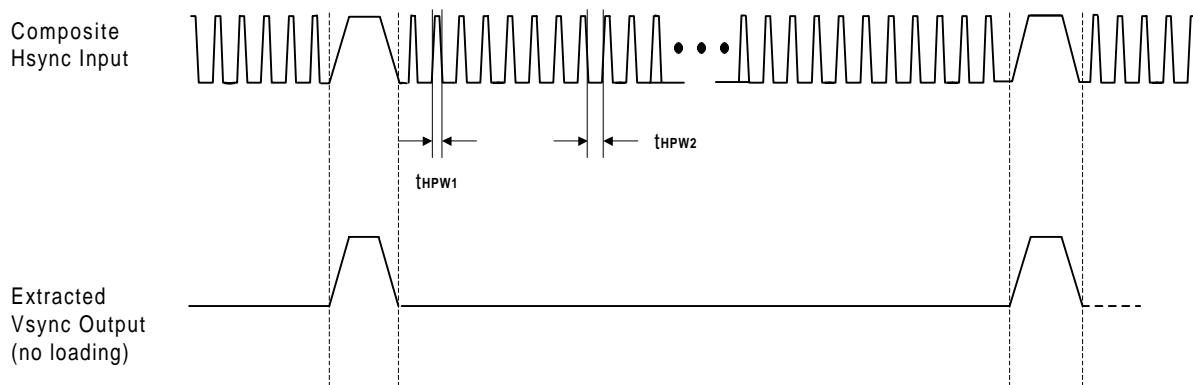 Composite
Hsync Input
tHPW1
tHPW2
Extracted
Vsync Output
(no loading)